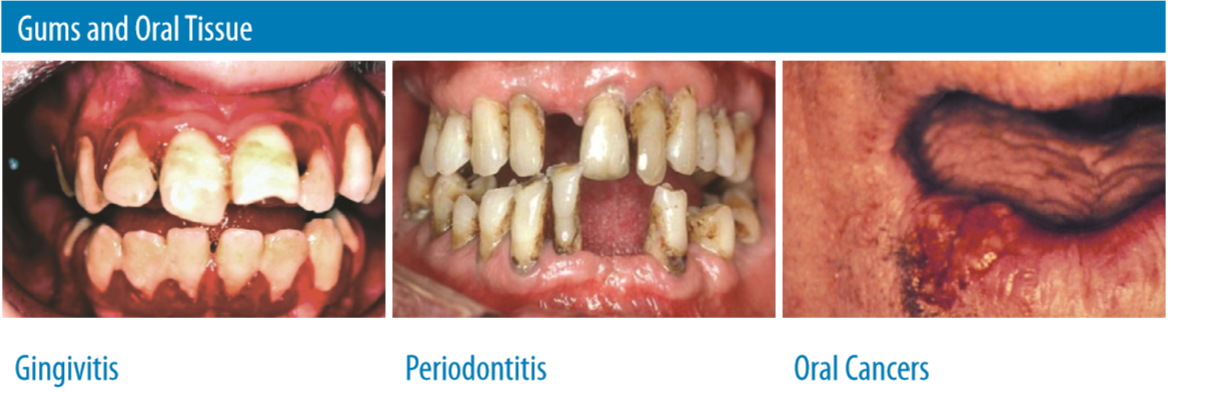 Gums and Oral Tissue
Gingivitis
Periodontitis
Oral Cancers